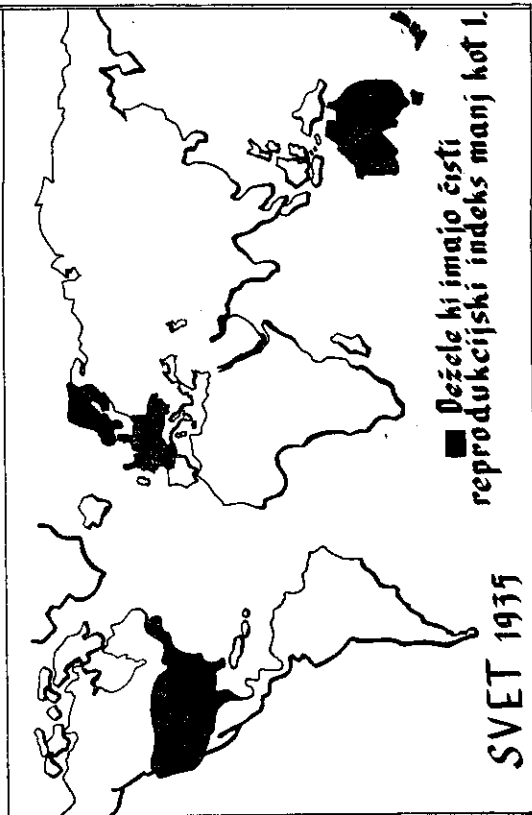 ■ Dežele ki imajo čisti
reprodukcijski indeks manj kot 1.
SVET 1935